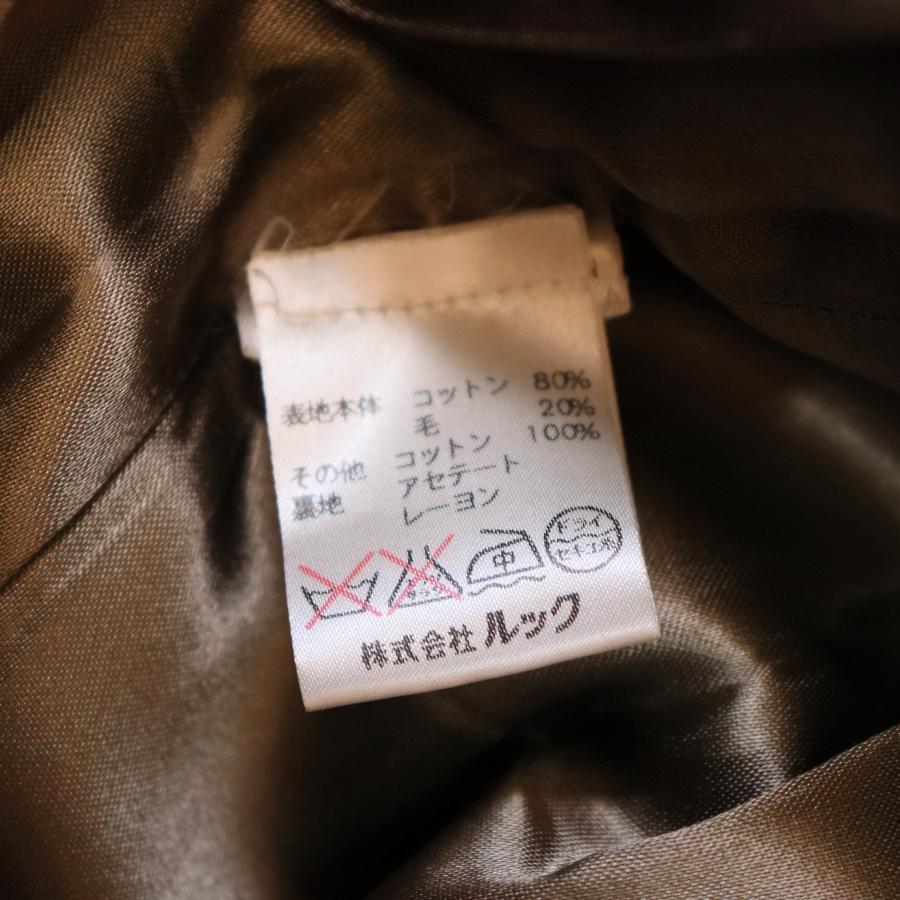 表地本体 コットン 80%
毛 20%
その他 コットン 100%
裏地 アセテート
レーヨン
中
ドライ
セキユ系
株式会社 ルック